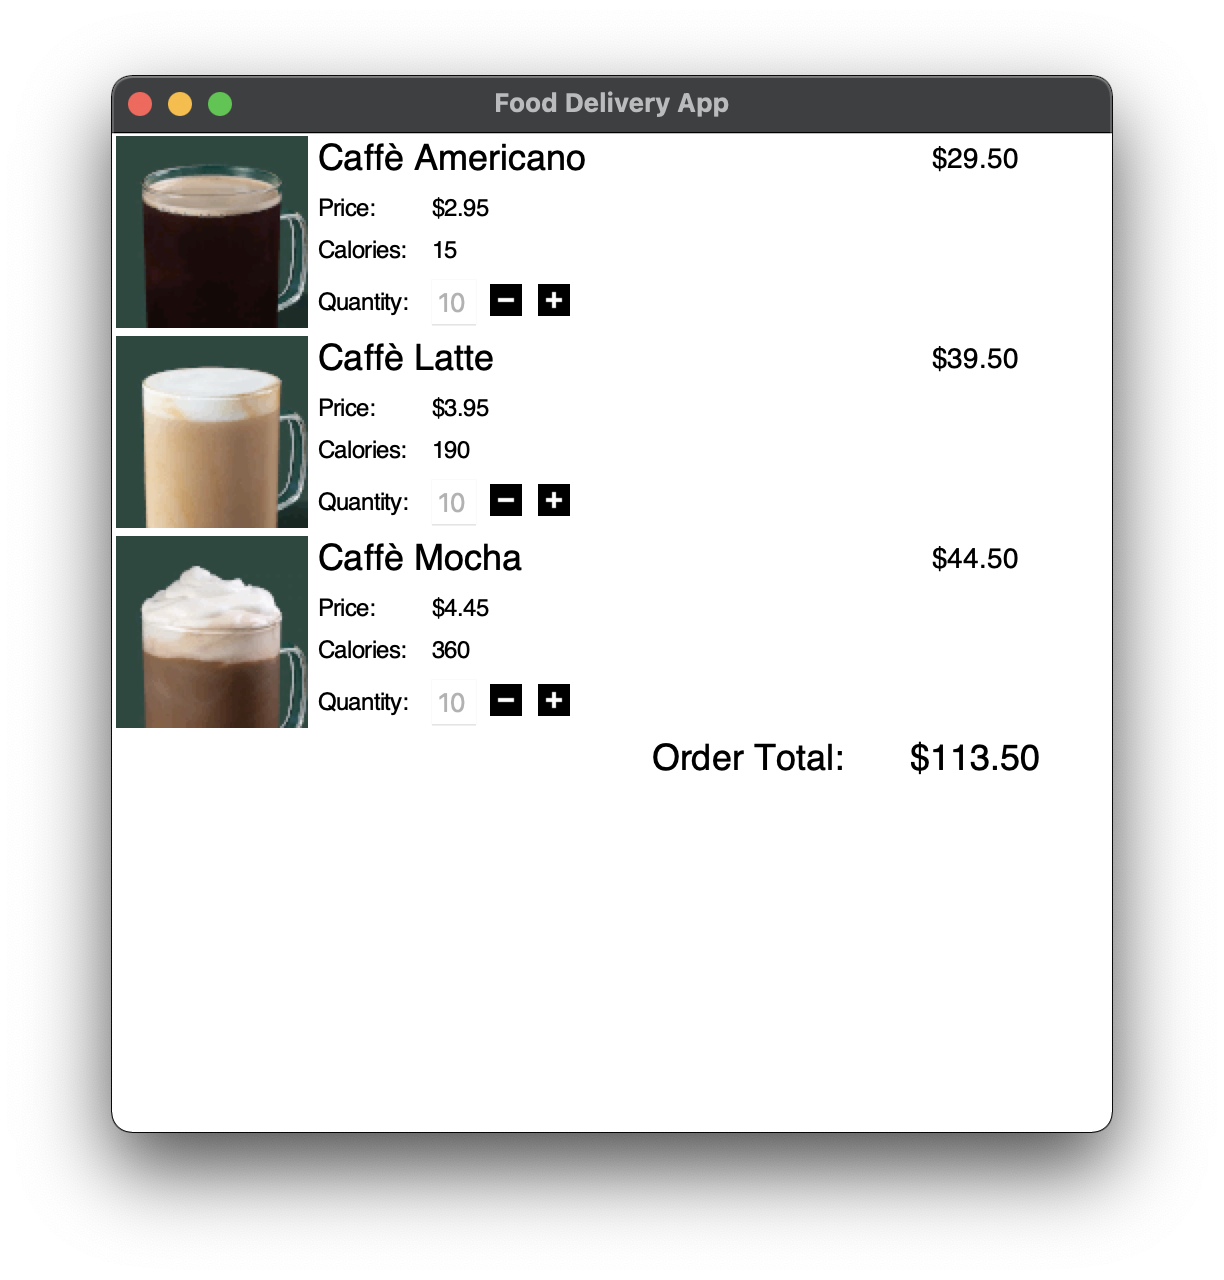 Food Delivery App
Caffè Americano $29.50
Price: $2.95
Calories: 15
Quantity: 10 − +
Caffè Latte $39.50
Price: $3.95
Calories: 190
Quantity: 10 − +
Caffè Mocha $44.50
Price: $4.45
Calories: 360
Quantity: 10 − +
Order Total: $113.50